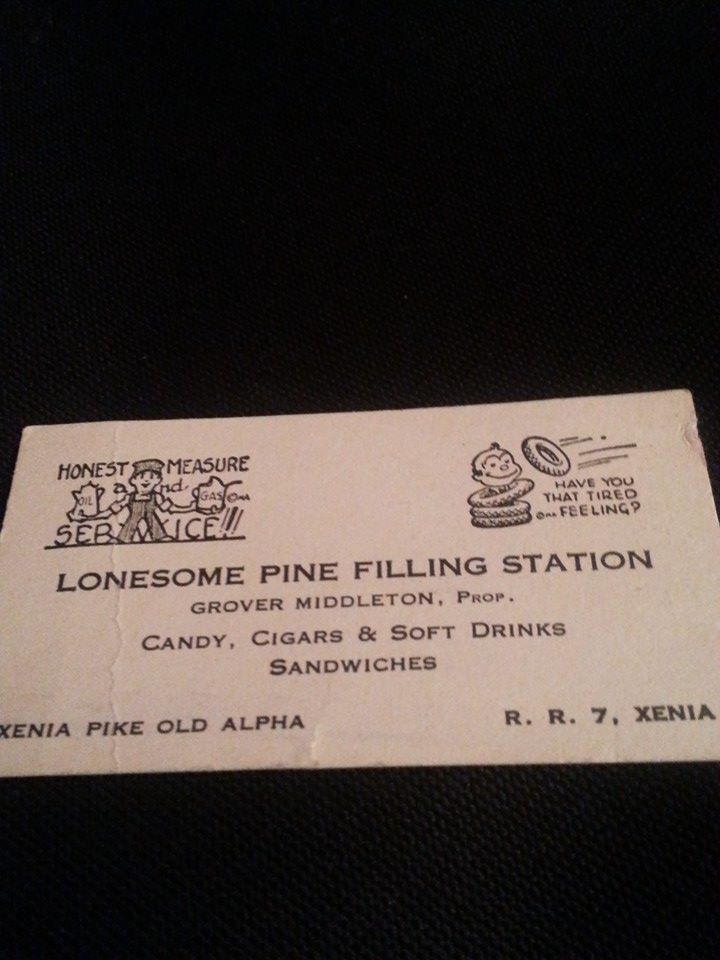 HONEST MEASURE
and
OIL
GAS
SERVICE!!!
HAVE YOU
THAT TIRED
FEELING?
LONESOME PINE FILLING STATION
GROVER MIDDLETON, PROP.
CANDY, CIGARS & SOFT DRINKS
SANDWICHES
XENIA PIKE OLD ALPHA
R. R. 7, XENIA